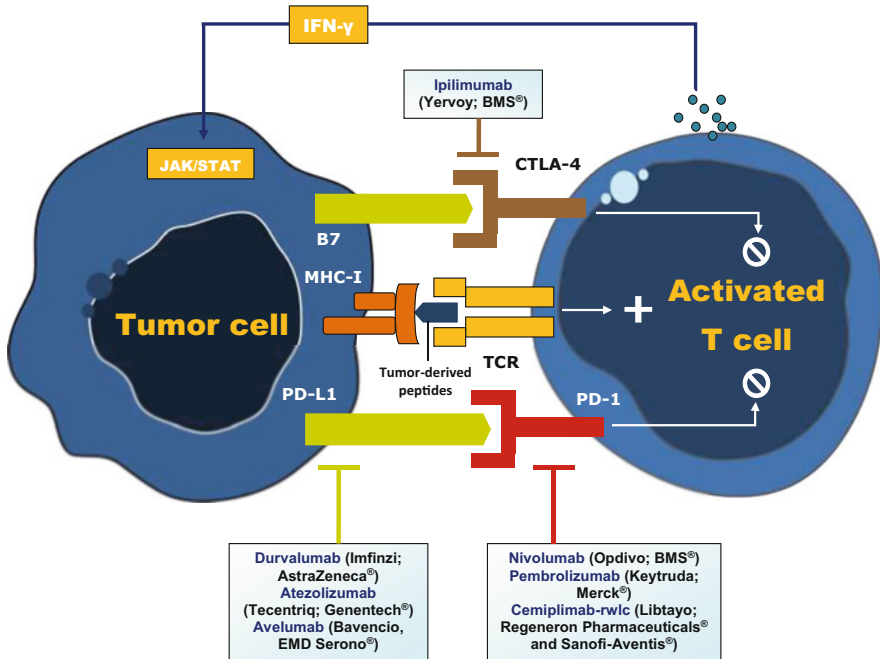 IFN-γ
Ipilimumab
(Yervoy; BMS®)
JAK/STAT
CTLA-4
B7
MHC-I
Tumor cell
Activated
T cell
TCR
Tumor-derived
peptides
PD-L1
PD-1
Durvalumab (Imfinzi;
AstraZeneca®)
Atezolizumab
(Tecentriq; Genentech®)
Avelumab (Bavencio,
EMD Serono®)
Nivolumab (Opdivo; BMS®)
Pembrolizumab (Keytruda;
Merck®)
Cemiplimab-rwlc (Libtayo;
Regeneron Pharmaceuticals®
and Sanofi-Aventis®)